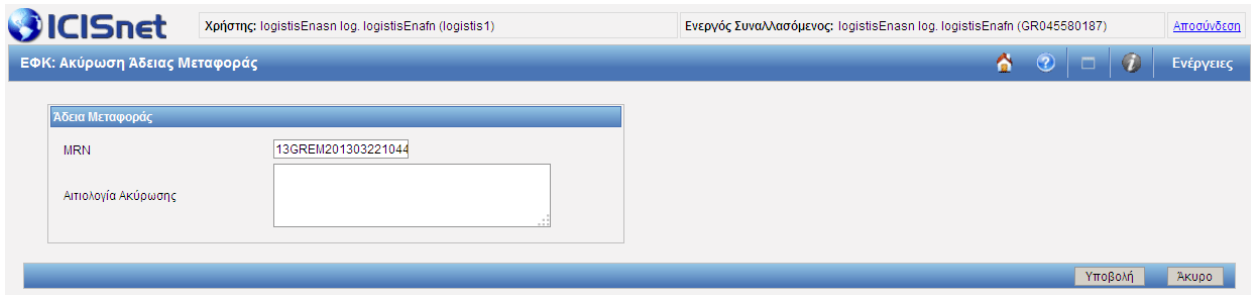 ICISnet
Χρήστης: logistisEnasn log. logistisEnafn (logistis1)
Ενεργός Συναλλασόμενος: logistisEnasn log. logistisEnafn (GR045580187)
Αποσύνδεση
ΕΦΚ: Ακύρωση Άδειας Μεταφοράς
Ενέργειες
Άδεια Μεταφοράς
MRN
13GREM201303221044
Αιτιολογία Ακύρωσης
Υποβολή
Άκυρο